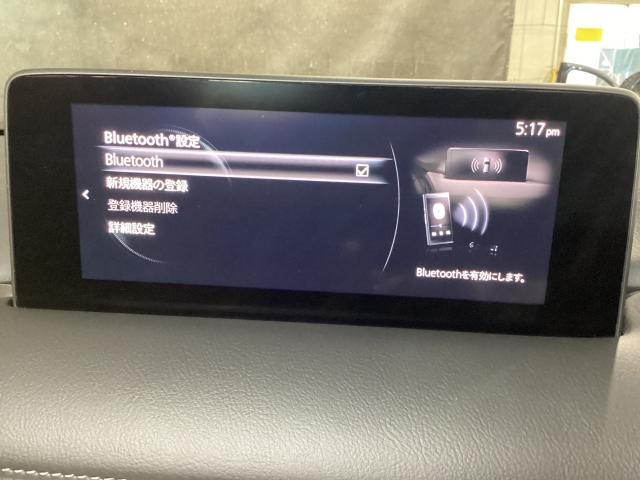 5:17 pm
Bluetooth®設定
Bluetooth
新規機器の登録
登録機器削除
詳細設定
Bluetoothを有効にします。